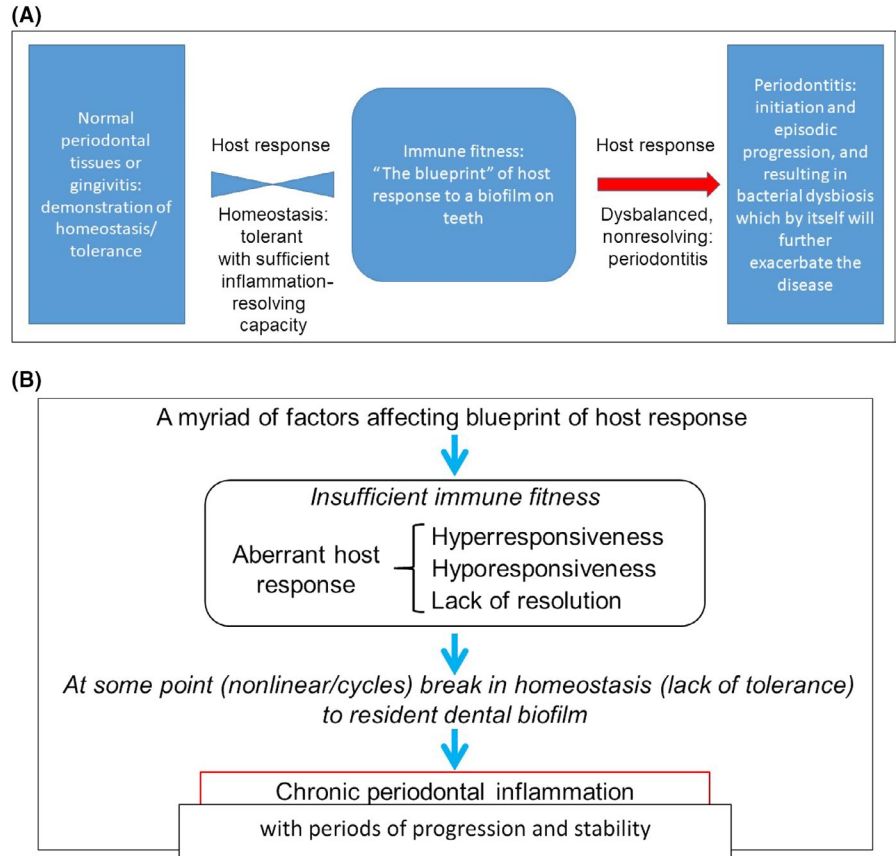 (A)
Normal
periodontal
tissues or
gingivitis:
demonstration of
homeostasis/
tolerance
Host response
Homeostasis:
tolerant
with sufficient
inflammation-
resolving
capacity
Immune fitness:
“The blueprint” of host
response to a biofilm on
teeth
Host response
Dysbalanced,
nonresolving:
periodontitis
Periodontitis:
initiation and
episodic
progression, and
resulting in
bacterial dysbiosis
which by itself will
further
exacerbate the
disease
(B)
A myriad of factors affecting blueprint of host response
Insufficient immune fitness
Aberrant host
response
Hyperresponsiveness
Hyporesponsiveness
Lack of resolution
At some point (nonlinear/cycles) break in homeostasis (lack of tolerance)
to resident dental biofilm
Chronic periodontal inflammation
with periods of progression and stability